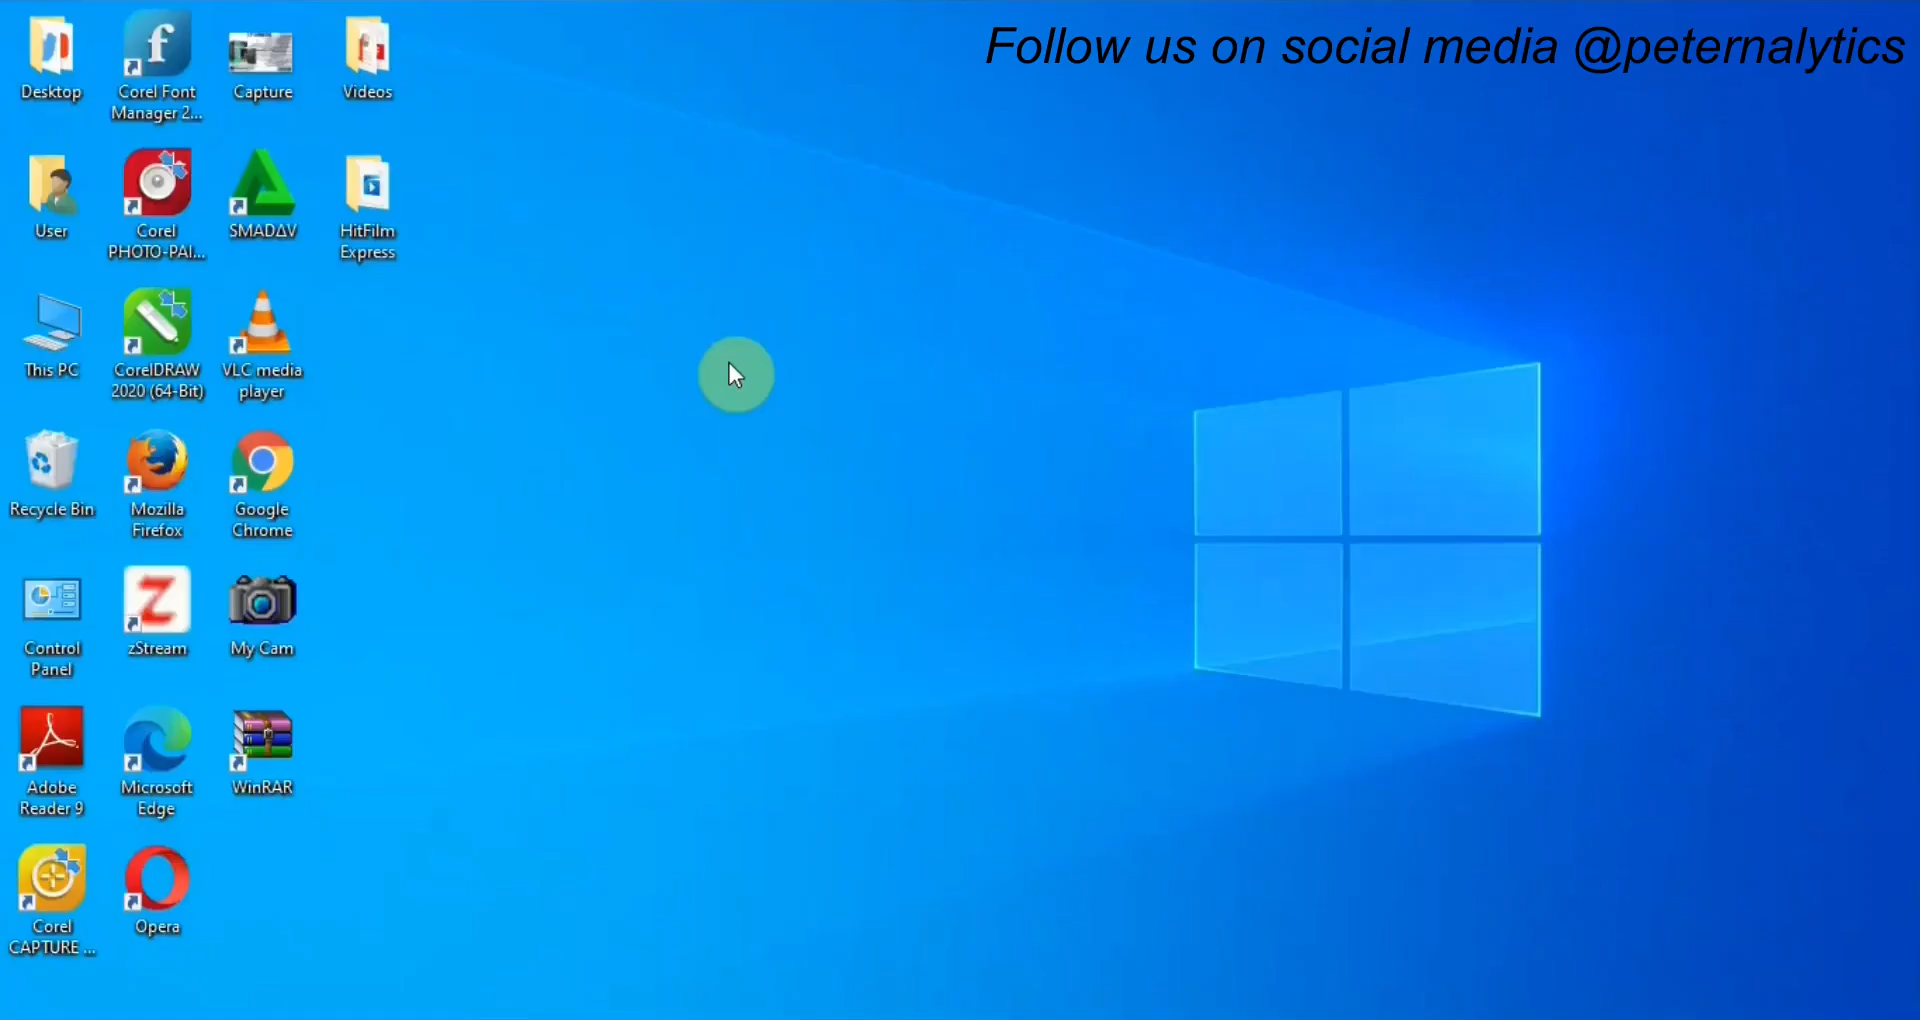 Follow us on social media @peternalytics
Desktop
Corel Font
Manager 2...
Capture
Videos
User
Corel
PHOTO-PAI...
SMADΔV
HitFilm
Express
This PC
CorelDRAW
2020 (64-Bit)
VLC media
player
Recycle Bin
Mozilla
Firefox
Google
Chrome
Control
Panel
zStream
My Cam
Adobe
Reader 9
Microsoft
Edge
WinRAR
Corel
CAPTURE ...
Opera